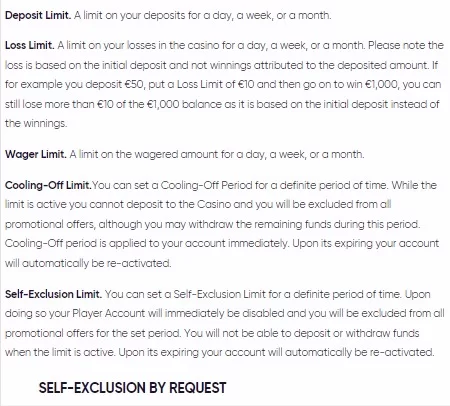 Deposit Limit. A limit on your deposits for a day, a week, or a month.
Loss Limit. A limit on your losses in the casino for a day, a week, or a month. Please note the
loss is based on the initial deposit and not winnings attributed to the deposited amount. If
for example you deposit €50, put a Loss Limit of €10 and then go on to win €1,000, you can
still lose more than €10 of the €1,000 balance as it is based on the initial deposit instead of
the winnings.
Wager Limit. A limit on the wagered amount for a day, a week, or a month.
Cooling-Off Limit.You can set a Cooling-Off Period for a definite period of time. While the
limit is active you cannot deposit to the Casino and you will be excluded from all
promotional offers, although you may withdraw the remaining funds during this period.
Cooling-Off period is applied to your account immediately. Upon its expiring your account
will automatically be re-activated.
Self-Exclusion Limit. You can set a Self-Exclusion Limit for a definite period of time. Upon
doing so your Player Account will immediately be disabled and you will be excluded from all
promotional offers for the set period. You will not be able to deposit or withdraw funds
when the limit is active. Upon its expiring your account will automatically be re-activated.
SELF-EXCLUSION BY REQUEST